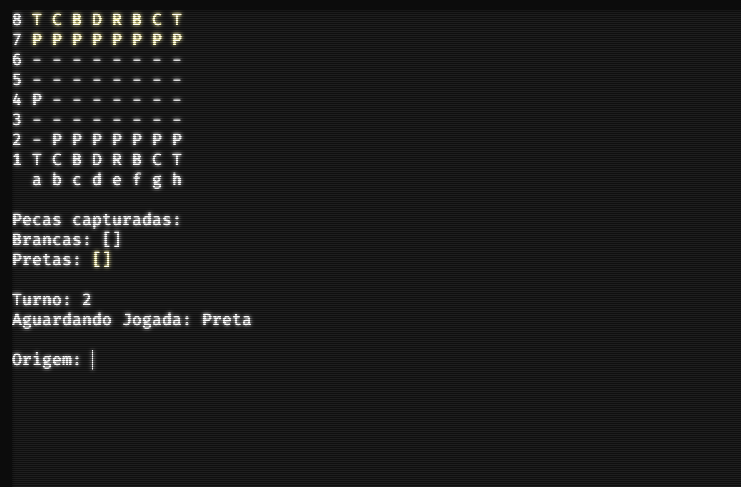 8 T C B D R B C T
7 P P P P P P P P
6 - - - - - - - -
5 - - - - - - - -
4 P - - - - - - -
3 - - - - - - - -
2 - P P P P P P P
1 T C B D R B C T
a b c d e f g h
Pecas capturadas:
Brancas: []
Pretas: []
Turno: 2
Aguardando Jogada: Preta
Origem: